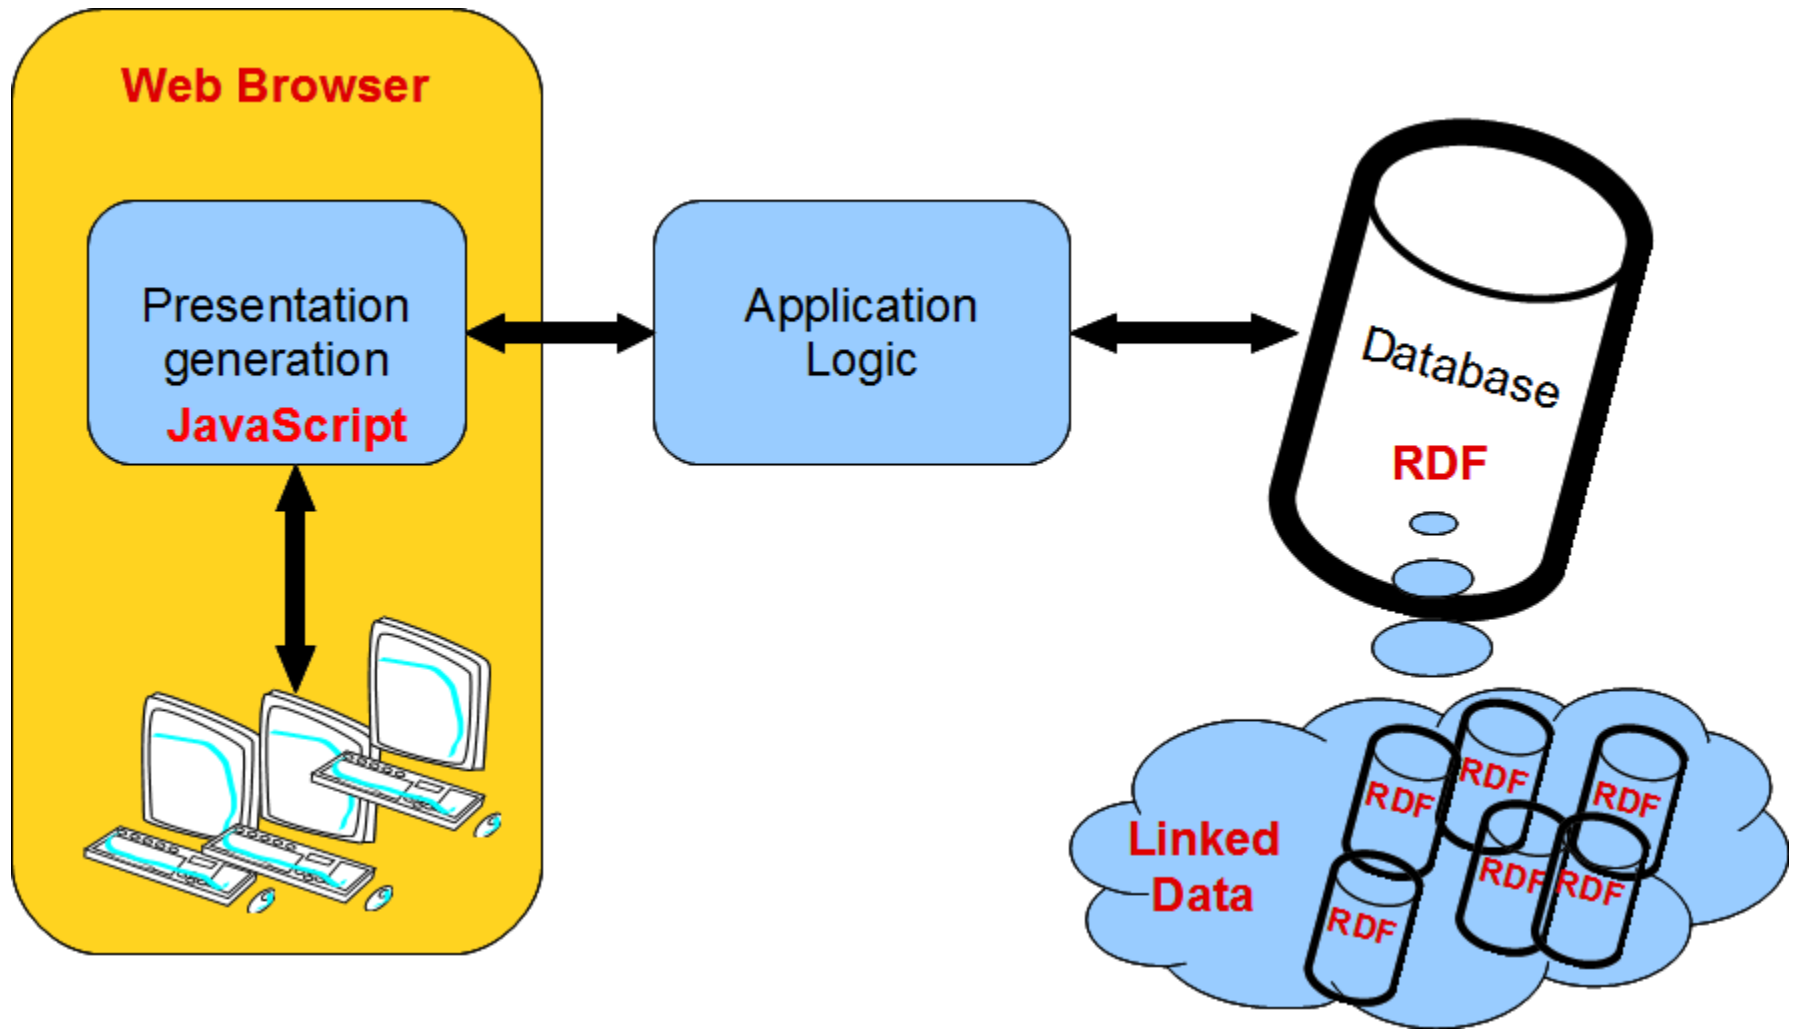 Web Browser
Presentation
generation
JavaScript
Application
Logic
Database
RDF
Linked
Data
RDF
RDF
RDF
RDF
RDF
RDF